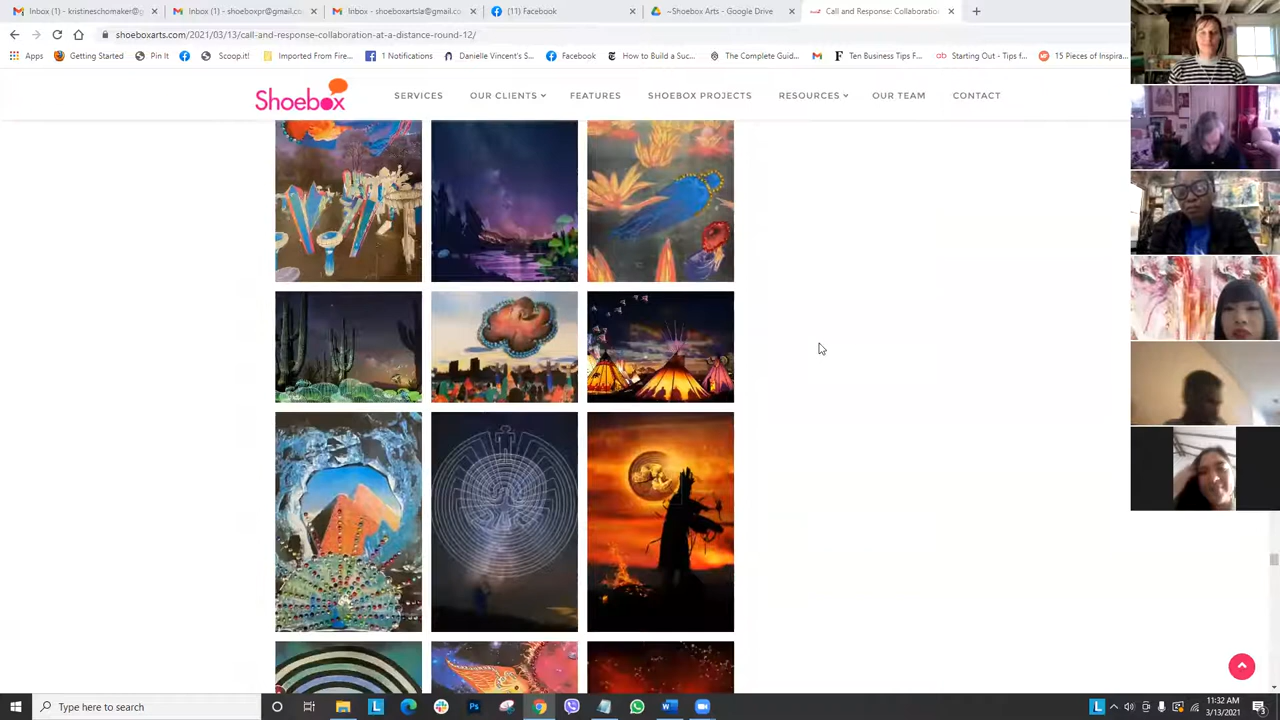 Inbox (1) - kristineschomaker@g
Inbox (1) - shoeboxpr@gmail.co
Inbox - shoeboxartsla@gmail.co
(11) Facebook
~Shoebox Arts - Google Drive
Call and Response: Collaboratio
shoeboxarts.com/2021/03/13/call-and-response-collaboration-at-a-distance-round-12/
Apps
Getting Started
Pin It
Scoop.it!
Imported From Fire...
1 Notifications
Danielle Vincent's S...
Facebook
How to Build a Suc...
The Complete Guid...
Ten Business Tips F...
Starting Out - Tips f...
15 Pieces of Inspira...
Shoebox
SERVICES
OUR CLIENTS
FEATURES
SHOEBOX PROJECTS
RESOURCES
OUR TEAM
CONTACT
Type here to search
11:32 AM
3/13/2021